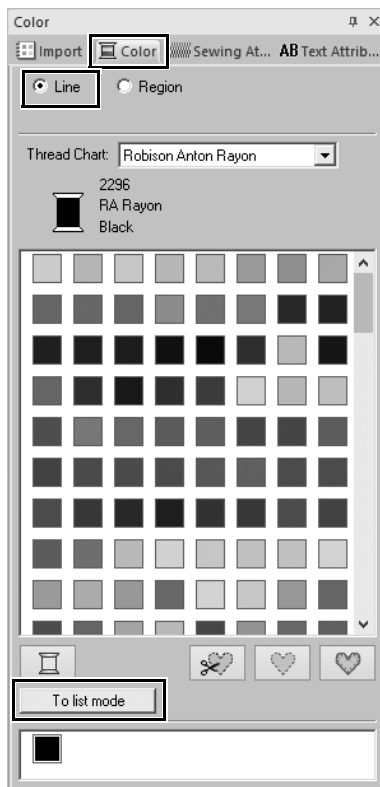 Color
Import Color Sewing At... AB Text Attrib...
Line Region
Thread Chart: Robison Anton Rayon
2296
RA Rayon
Black
To list mode